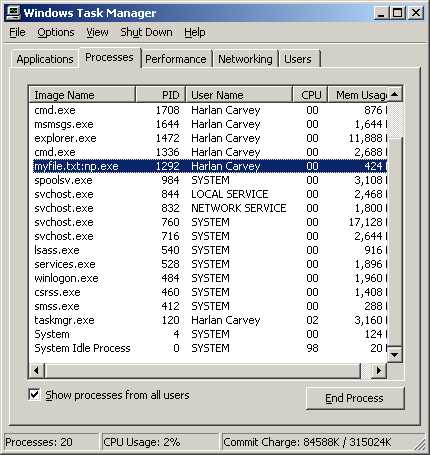 Windows Task Manager
File Options View Shut Down Help
Applications Processes Performance Networking Users
Image Name PID User Name CPU Mem Usag
cmd.exe 1708 Harlan Carvey 00 876
msmsgs.exe 1644 Harlan Carvey 00 1,644
explorer.exe 1472 Harlan Carvey 00 11,888
cmd.exe 1336 Harlan Carvey 00 2,688
myfile.txt:np.exe 1292 Harlan Carvey 00 424
spoolsv.exe 984 SYSTEM 00 3,108
svchost.exe 844 LOCAL SERVICE 00 2,468
svchost.exe 832 NETWORK SERVICE 00 1,800
svchost.exe 760 SYSTEM 00 17,128
svchost.exe 716 SYSTEM 00 2,644
lsass.exe 540 SYSTEM 00 916
services.exe 528 SYSTEM 00 1,896
winlogon.exe 484 SYSTEM 00 1,960
csrss.exe 460 SYSTEM 00 1,408
smss.exe 412 SYSTEM 00 288
taskmgr.exe 120 Harlan Carvey 02 3,160
System 4 SYSTEM 00 124
System Idle Process 0 SYSTEM 98 20
Show processes from all users
End Process
Processes: 20 CPU Usage: 2% Commit Charge: 84588K / 315024K